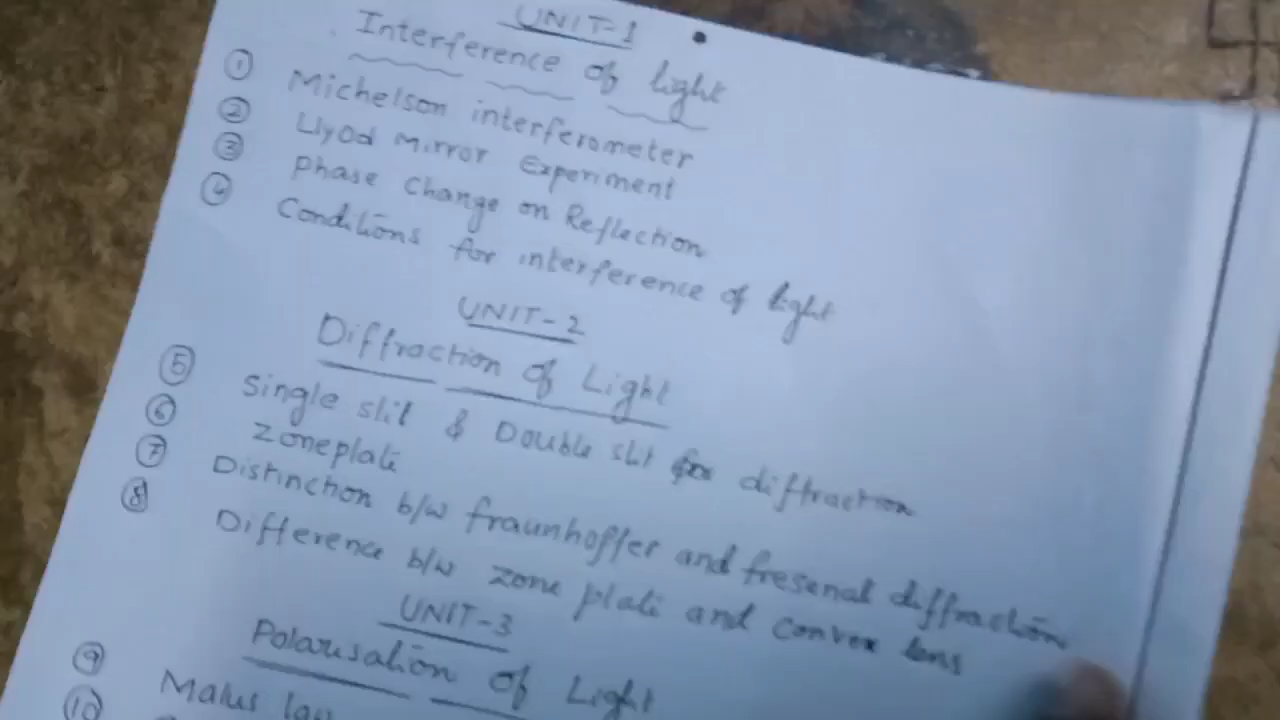 UNIT-1
Interference of light
① Michelson interferometer
② Llyod Mirror Experiment
③ Phase Change on Reflection
④ Conditions for interference of light
UNIT-2
Diffraction of Light
⑤ Single slit & Double slit for diffraction
⑥ Zoneplate
⑦ Distinction b/w fraunhoffer and fresenal diffraction
⑧ Difference b/w zone plate and convex lens
UNIT-3
Polarisation of Light
⑨ Malus law
⑩